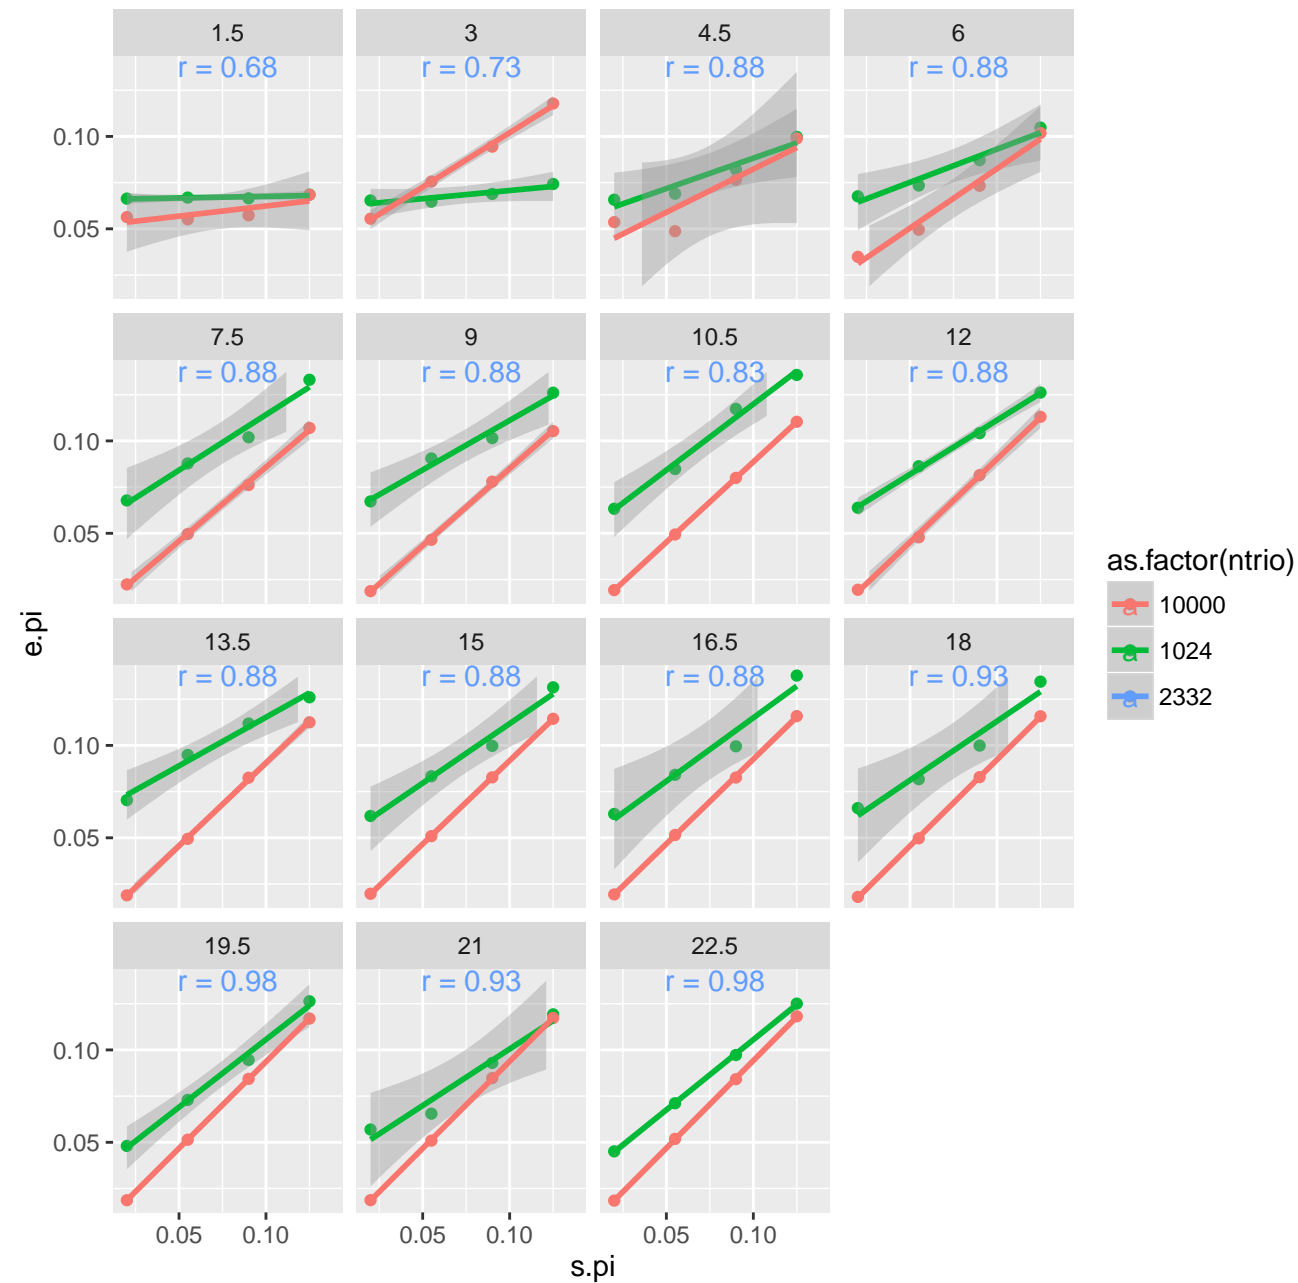 1.5 3 4.5 6
r = 0.68 r = 0.73 r = 0.88 r = 0.88
0.10
0.05
7.5 9 10.5 12
r = 0.88 r = 0.88 r = 0.83 r = 0.88
0.10
0.05
as.factor(ntrio)
a 10000
a 1024
a 2332
e.pi
13.5 15 16.5 18
r = 0.88 r = 0.88 r = 0.88 r = 0.93
0.10
0.05
19.5 21 22.5
r = 0.98 r = 0.93 r = 0.98
0.10
0.05
0.05 0.10 0.05 0.10 0.05 0.10
s.pi